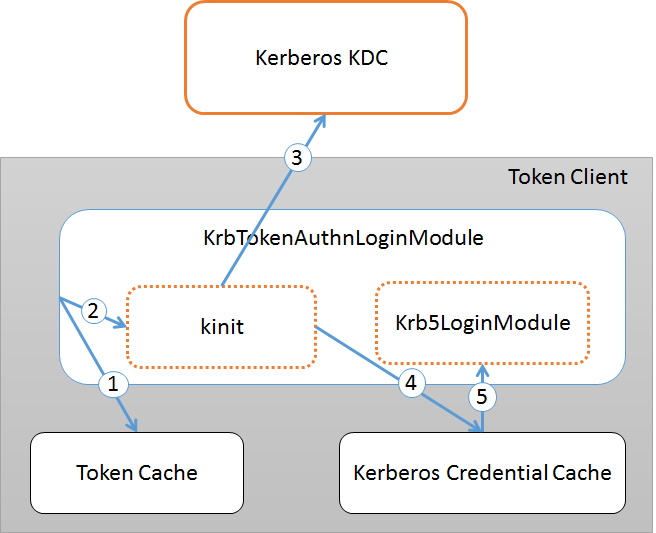 Kerberos KDC
3
Token Client
KrbTokenAuthnLoginModule
2
kinit
Krb5LoginModule
1
4
5
Token Cache
Kerberos Credential Cache